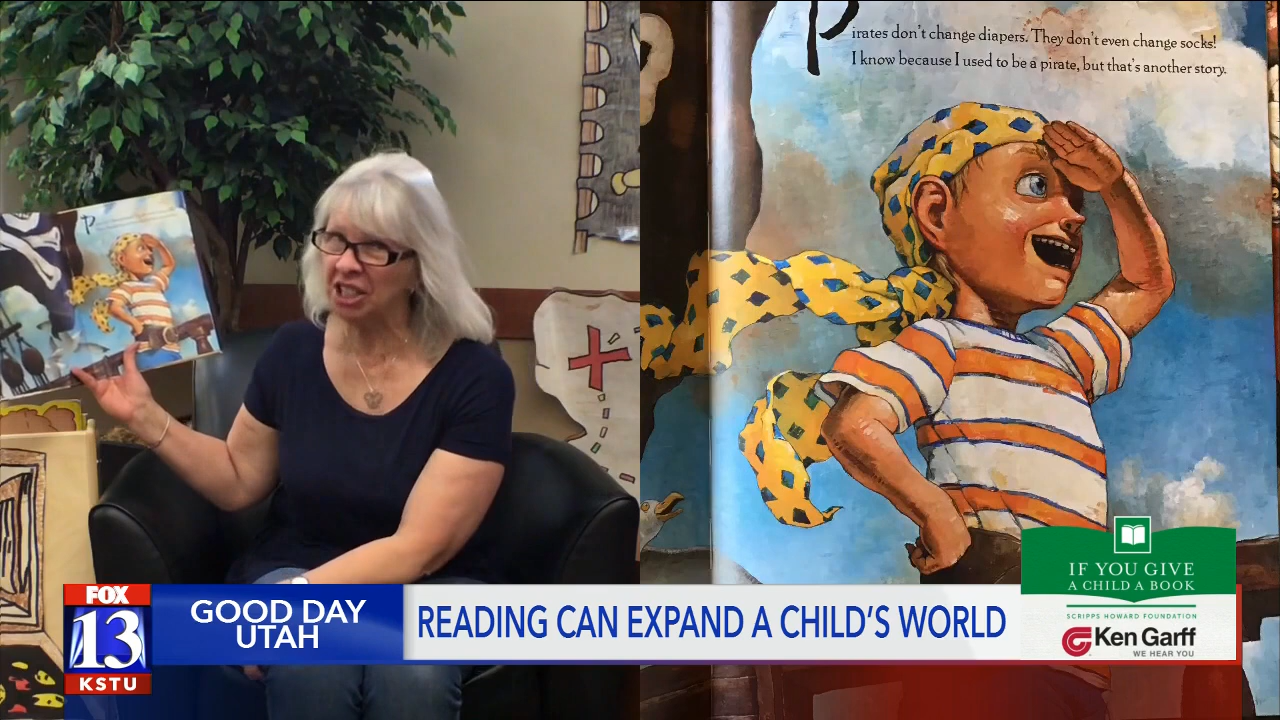 Pirates don't change diapers. They don't even change socks!
I know because I used to be a pirate, but that's another story.
IF YOU GIVE
A CHILD A BOOK
SCRIPPS HOWARD FOUNDATION
Ken Garff
WE HEAR YOU
FOX
13
KSTU
GOOD DAY
UTAH
READING CAN EXPAND A CHILD'S WORLD